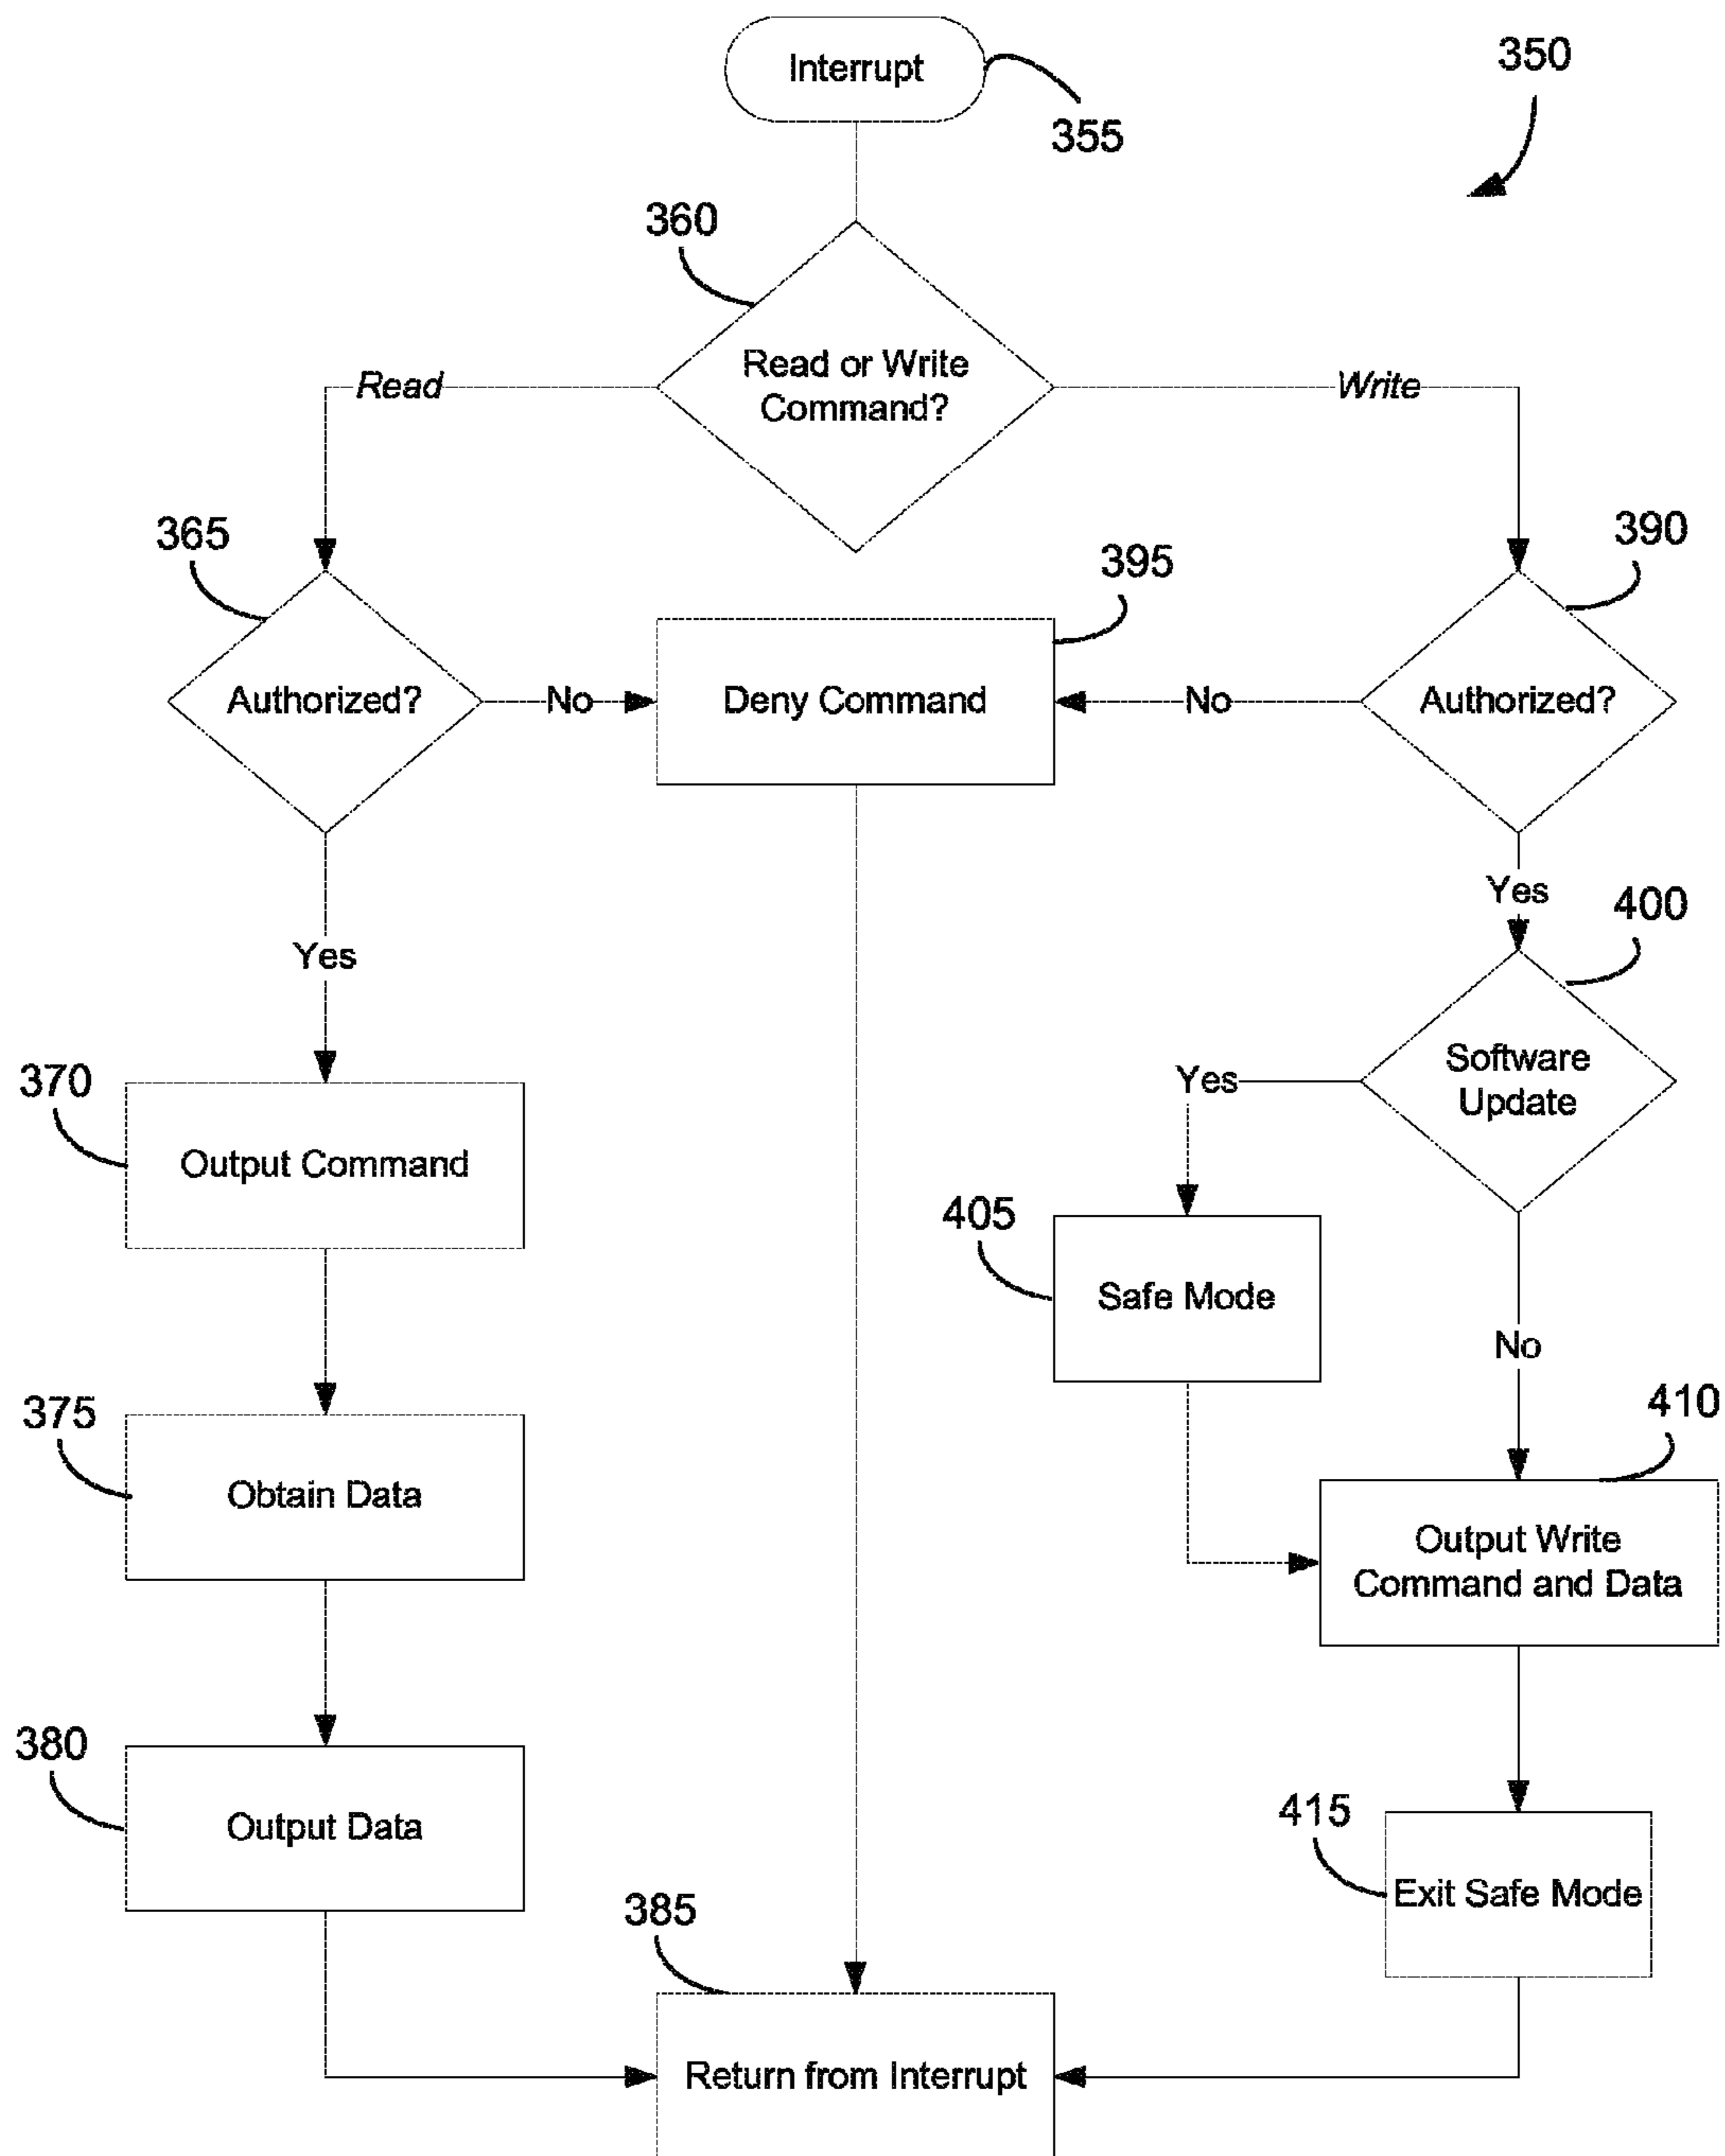 Interrupt
350
355
360
Read or Write
Command?
Read
Write
365
395
390
Authorized?
No
Deny Command
No
Authorized?
Yes
400
Yes
370
Software
Update
Yes
Output Command
405
Safe Mode
No
375
410
Obtain Data
Output Write
Command and Data
380
415
Output Data
Exit Safe Mode
385
Return from Interrupt